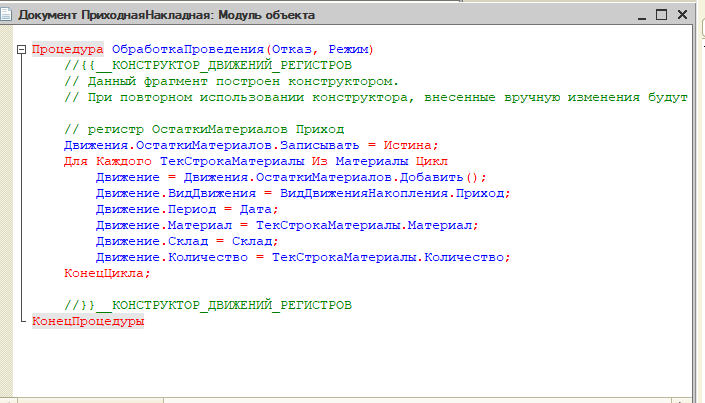 Документ ПриходнаяНакладная: Модуль объекта
Процедура ОбработкаПроведения(Отказ, Режим)
//{{__КОНСТРУКТОР_ДВИЖЕНИЙ_РЕГИСТРОВ
// Данный фрагмент построен конструктором.
// При повторном использовании конструктора, внесенные вручную изменения будут
// регистр ОстаткиМатериалов Приход
Движения.ОстаткиМатериалов.Записывать = Истина;
Для Каждого ТекСтрокаМатериалы Из Материалы Цикл
Движение = Движения.ОстаткиМатериалов.Добавить();
Движение.ВидДвижения = ВидДвиженияНакопления.Приход;
Движение.Период = Дата;
Движение.Материал = ТекСтрокаМатериалы.Материал;
Движение.Склад = Склад;
Движение.Количество = ТекСтрокаМатериалы.Количество;
КонецЦикла;
//}}__КОНСТРУКТОР_ДВИЖЕНИЙ_РЕГИСТРОВ
КонецПроцедуры